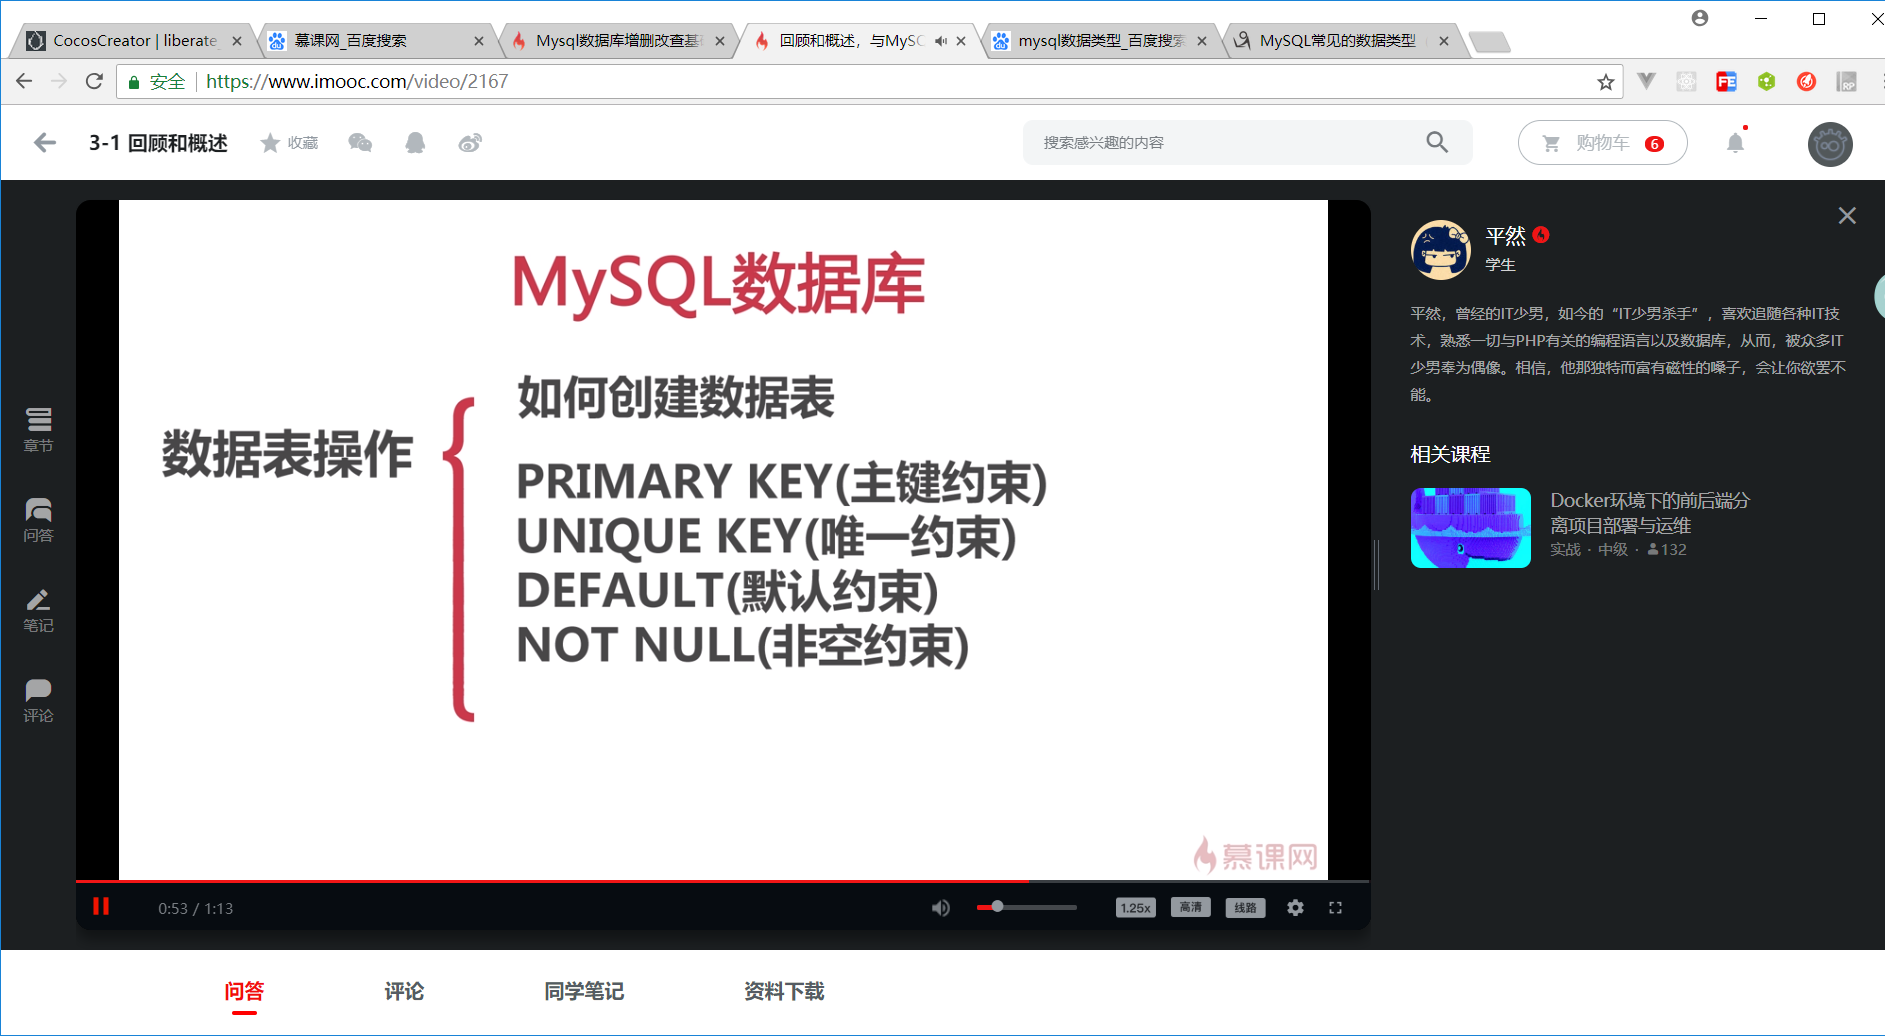 CocosCreator | liberate
慕课网_百度搜索
Mysql数据库增删改查基
回顾和概述，与MySC
mysql数据类型_百度搜索
MySQL常见的数据类型
安全
https://www.imooc.com/video/2167
3-1 回顾和概述
收藏
搜索感兴趣的内容
购物车
6
MySQL数据库
数据表操作
如何创建数据表
PRIMARY KEY(主键约束)
UNIQUE KEY(唯一约束)
DEFAULT(默认约束)
NOT NULL(非空约束)
慕课网
章节
问答
笔记
评论
0:53 / 1:13
1.25x
高清
线路
平然
学生
平然，曾经的IT少男，如今的“IT少男杀手”，喜欢追随各种IT技
术，熟悉一切与PHP有关的编程语言以及数据库，从而，被众多IT
少男奉为偶像。相信，他那独特而富有磁性的嗓子，会让你欲罢不
能。
相关课程
Docker环境下的前后端分
离项目部署与运维
实战 · 中级 · 132
问答
评论
同学笔记
资料下载